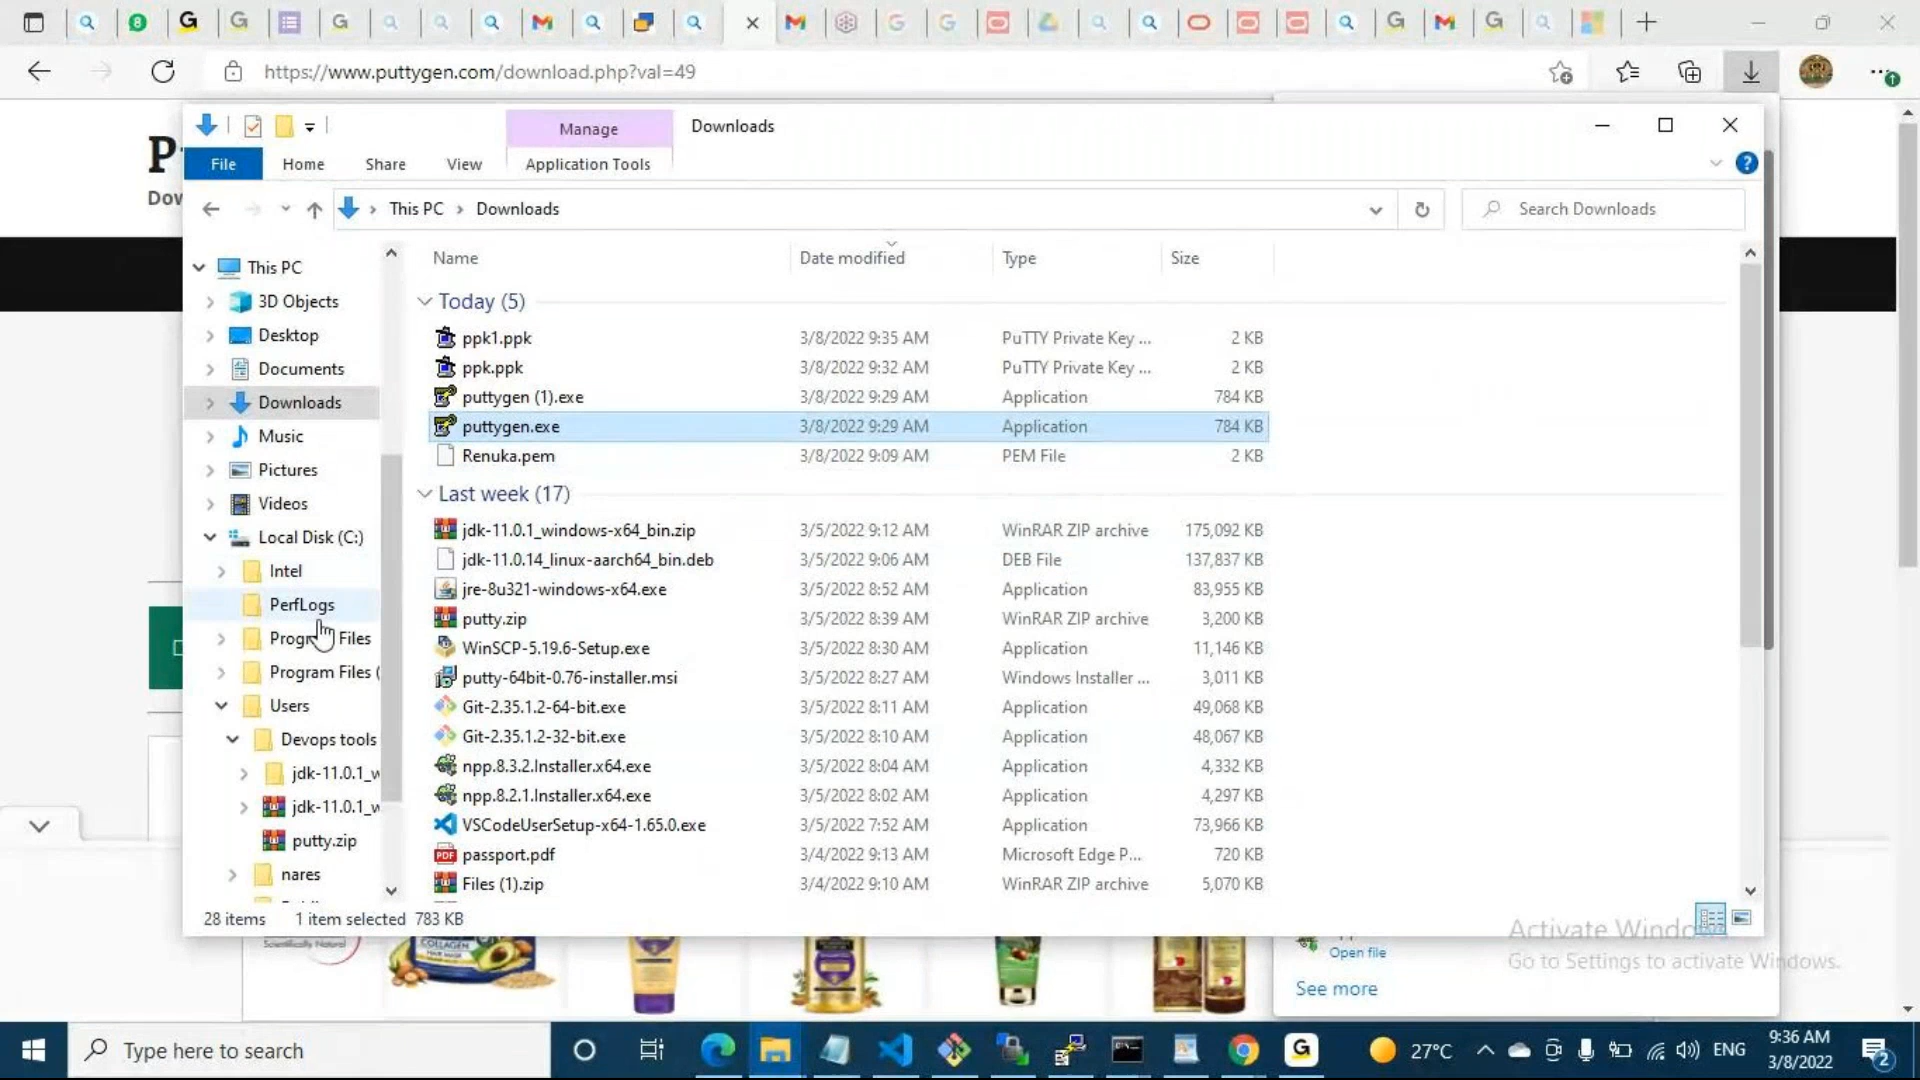 https://www.puttygen.com/download.php?val=49
Manage
Downloads
File
Home
Share
View
Application Tools
This PC
Downloads
Search Downloads
This PC
3D Objects
Desktop
Documents
Downloads
Music
Pictures
Videos
Local Disk (C:)
Intel
PerfLogs
Files
Program Files (
Users
Devops tools
jdk-11.0.1_w
jdk-11.0.1_w
putty.zip
nares
Name Date modified Type Size
Today (5)
ppk1.ppk 3/8/2022 9:35 AM PuTTY Private Key ... 2 KB
ppk.ppk 3/8/2022 9:32 AM PuTTY Private Key ... 2 KB
puttygen (1).exe 3/8/2022 9:29 AM Application 784 KB
puttygen.exe 3/8/2022 9:29 AM Application 784 KB
Renuka.pem 3/8/2022 9:09 AM PEM File 2 KB
Last week (17)
jdk-11.0.1_windows-x64_bin.zip 3/5/2022 9:12 AM WinRAR ZIP archive 175,092 KB
jdk-11.0.14_linux-aarch64_bin.deb 3/5/2022 9:06 AM DEB File 137,837 KB
jre-8u321-windows-x64.exe 3/5/2022 8:52 AM Application 83,955 KB
putty.zip 3/5/2022 8:39 AM WinRAR ZIP archive 3,200 KB
WinSCP-5.19.6-Setup.exe 3/5/2022 8:30 AM Application 11,146 KB
putty-64bit-0.76-installer.msi 3/5/2022 8:27 AM Windows Installer ... 3,011 KB
Git-2.35.1.2-64-bit.exe 3/5/2022 8:11 AM Application 49,068 KB
Git-2.35.1.2-32-bit.exe 3/5/2022 8:10 AM Application 48,067 KB
npp.8.3.2.Installer.x64.exe 3/5/2022 8:04 AM Application 4,332 KB
npp.8.2.1.Installer.x64.exe 3/5/2022 8:02 AM Application 4,297 KB
VSCodeUserSetup-x64-1.65.0.exe 3/5/2022 7:52 AM Application 73,966 KB
passport.pdf 3/4/2022 9:13 AM Microsoft Edge P... 720 KB
Files (1).zip 3/4/2022 9:10 AM WinRAR ZIP archive 5,070 KB
28 items 1 item selected 783 KB
Scientifically Natural
COLLAGEN
Open file
See more
Activate Windo
Go to Settings to activate Windows.
Type here to search
27°C
ENG
9:36 AM
3/8/2022
2